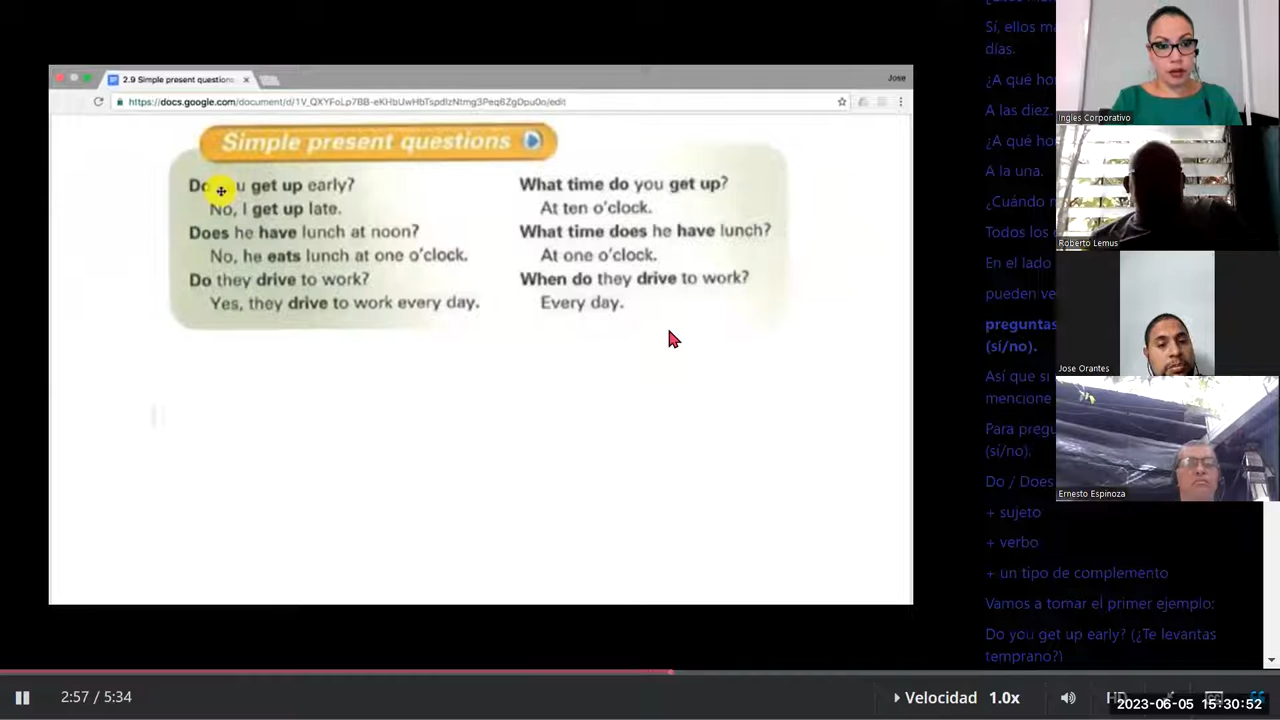 2.9 Simple present question
Jose
https://docs.google.com/document/d/1V_QXYFoLp7BB-eKHbUwHbTspdIzNtmg3Peq8ZgDpu0o/edit
Simple present questions
Do u get up early?
No, I get up late.
Does he have lunch at noon?
No, he eats lunch at one o'clock.
Do they drive to work?
Yes, they drive to work every day.
What time do you get up?
At ten o'clock.
What time does he have lunch?
At one o'clock.
When do they drive to work?
Every day.
Sí, ellos ma
días.
¿A qué ho
A las diez.
¿A qué ho
A la una.
¿Cuándo
Todos los
En el lado
pueden ve
preguntas
(sí/no).
Así que si
mencione
Para pregu
(sí/no).
Do / Does
+ sujeto
+ verbo
+ un tipo de complemento
Vamos a tomar el primer ejemplo:
Do you get up early? (¿Te levantas
temprano?)
Ingles Corporativo
Roberto Lemus
Jose Orantes
Ernesto Espinoza
2:57 / 5:34
Velocidad 1.0x
HD
2023-06-05 15:30:52